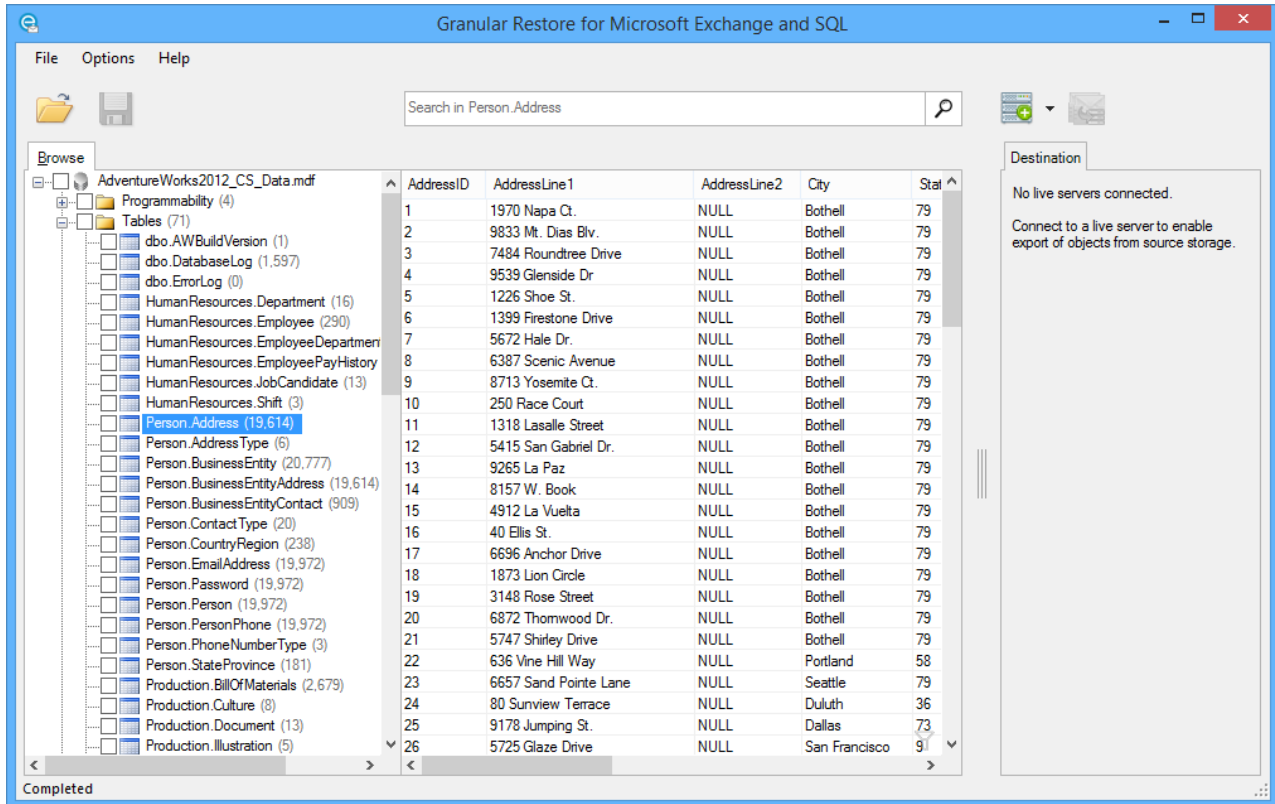 Granular Restore for Microsoft Exchange and SQL
File Options Help
Search in Person.Address
Browse
AdventureWorks2012_CS_Data.mdf
Programmability (4)
Tables (71)
dbo.AWBuildVersion (1)
dbo.DatabaseLog (1,597)
dbo.ErrorLog (0)
HumanResources.Department (16)
HumanResources.Employee (290)
HumanResources.EmployeeDepartmen
HumanResources.EmployeePayHistory
HumanResources.JobCandidate (13)
HumanResources.Shift (3)
Person.Address (19,614)
Person.AddressType (6)
Person.BusinessEntity (20,777)
Person.BusinessEntityAddress (19,614)
Person.BusinessEntityContact (909)
Person.ContactType (20)
Person.CountryRegion (238)
Person.EmailAddress (19,972)
Person.Password (19,972)
Person.Person (19,972)
Person.PersonPhone (19,972)
Person.PhoneNumberType (3)
Person.StateProvince (181)
Production.BillOfMaterials (2,679)
Production.Culture (8)
Production.Document (13)
Production.Illustration (5)
AddressID AddressLine1 AddressLine2 City Stat
1 1970 Napa Ct. NULL Bothell 79
2 9833 Mt. Dias Blv. NULL Bothell 79
3 7484 Roundtree Drive NULL Bothell 79
4 9539 Glenside Dr NULL Bothell 79
5 1226 Shoe St. NULL Bothell 79
6 1399 Firestone Drive NULL Bothell 79
7 5672 Hale Dr. NULL Bothell 79
8 6387 Scenic Avenue NULL Bothell 79
9 8713 Yosemite Ct. NULL Bothell 79
10 250 Race Court NULL Bothell 79
11 1318 Lasalle Street NULL Bothell 79
12 5415 San Gabriel Dr. NULL Bothell 79
13 9265 La Paz NULL Bothell 79
14 8157 W. Book NULL Bothell 79
15 4912 La Vuelta NULL Bothell 79
16 40 Ellis St. NULL Bothell 79
17 6696 Anchor Drive NULL Bothell 79
18 1873 Lion Circle NULL Bothell 79
19 3148 Rose Street NULL Bothell 79
20 6872 Thornwood Dr. NULL Bothell 79
21 5747 Shirley Drive NULL Bothell 79
22 636 Vine Hill Way NULL Portland 58
23 6657 Sand Pointe Lane NULL Seattle 79
24 80 Sunview Terrace NULL Duluth 36
25 9178 Jumping St. NULL Dallas 73
26 5725 Glaze Drive NULL San Francisco 9
Destination
No live servers connected.
Connect to a live server to enable
export of objects from source storage.
Completed